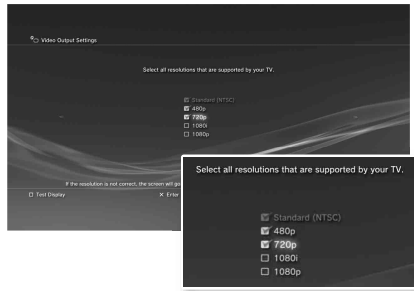 Video Output Settings
Select all resolutions that are supported by your TV.
Standard (NTSC)
480p
720p
1080i
1080p
If the resolution is not correct, the screen will go
Test Display
Enter
Select all resolutions that are supported by your TV.
Standard (NTSC)
480p
720p
1080i
1080p